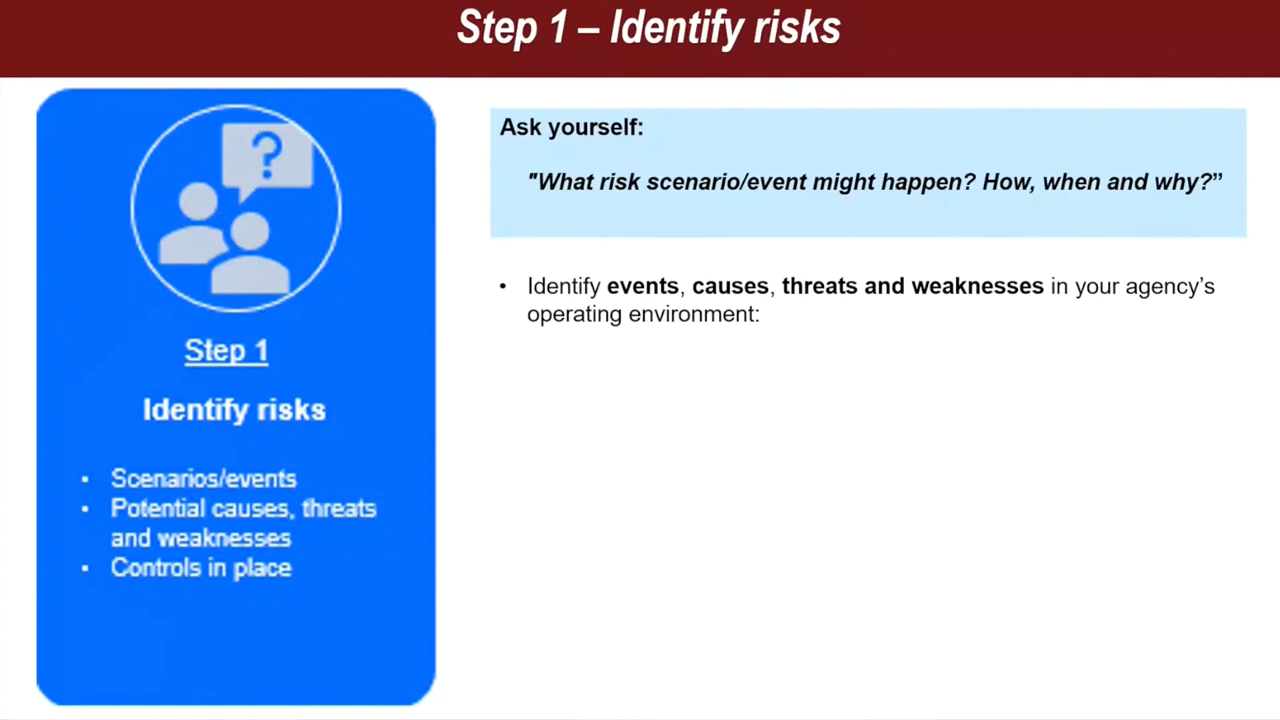 Step 1 – Identify risks
?
Step 1
Identify risks
• Scenarios/events
• Potential causes, threats
and weaknesses
• Controls in place
Ask yourself:
"What risk scenario/event might happen? How, when and why?”
• Identify events, causes, threats and weaknesses in your agency’s
operating environment: